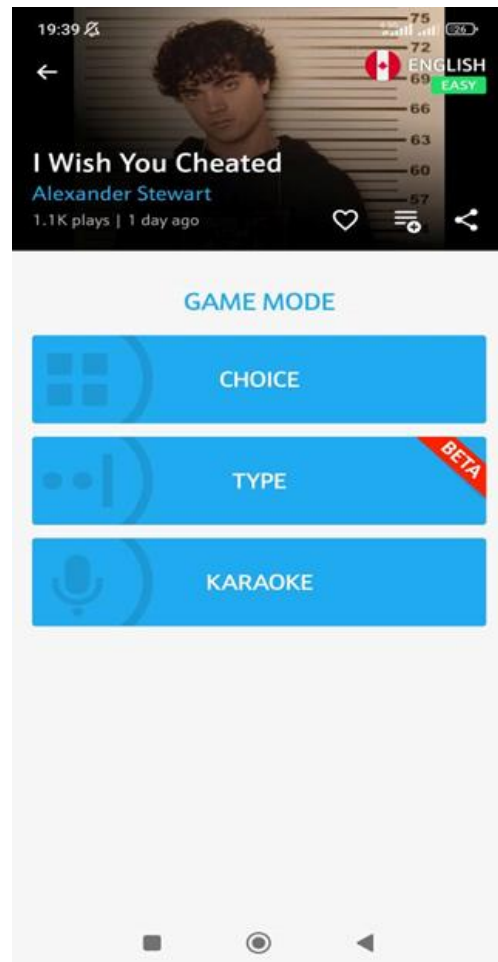 19:39
26
75
72
ENGLISH
69
EASY
66
63
I Wish You Cheated
60
Alexander Stewart
57
1.1K plays | 1 day ago
GAME MODE
CHOICE
BETA
TYPE
KARAOKE